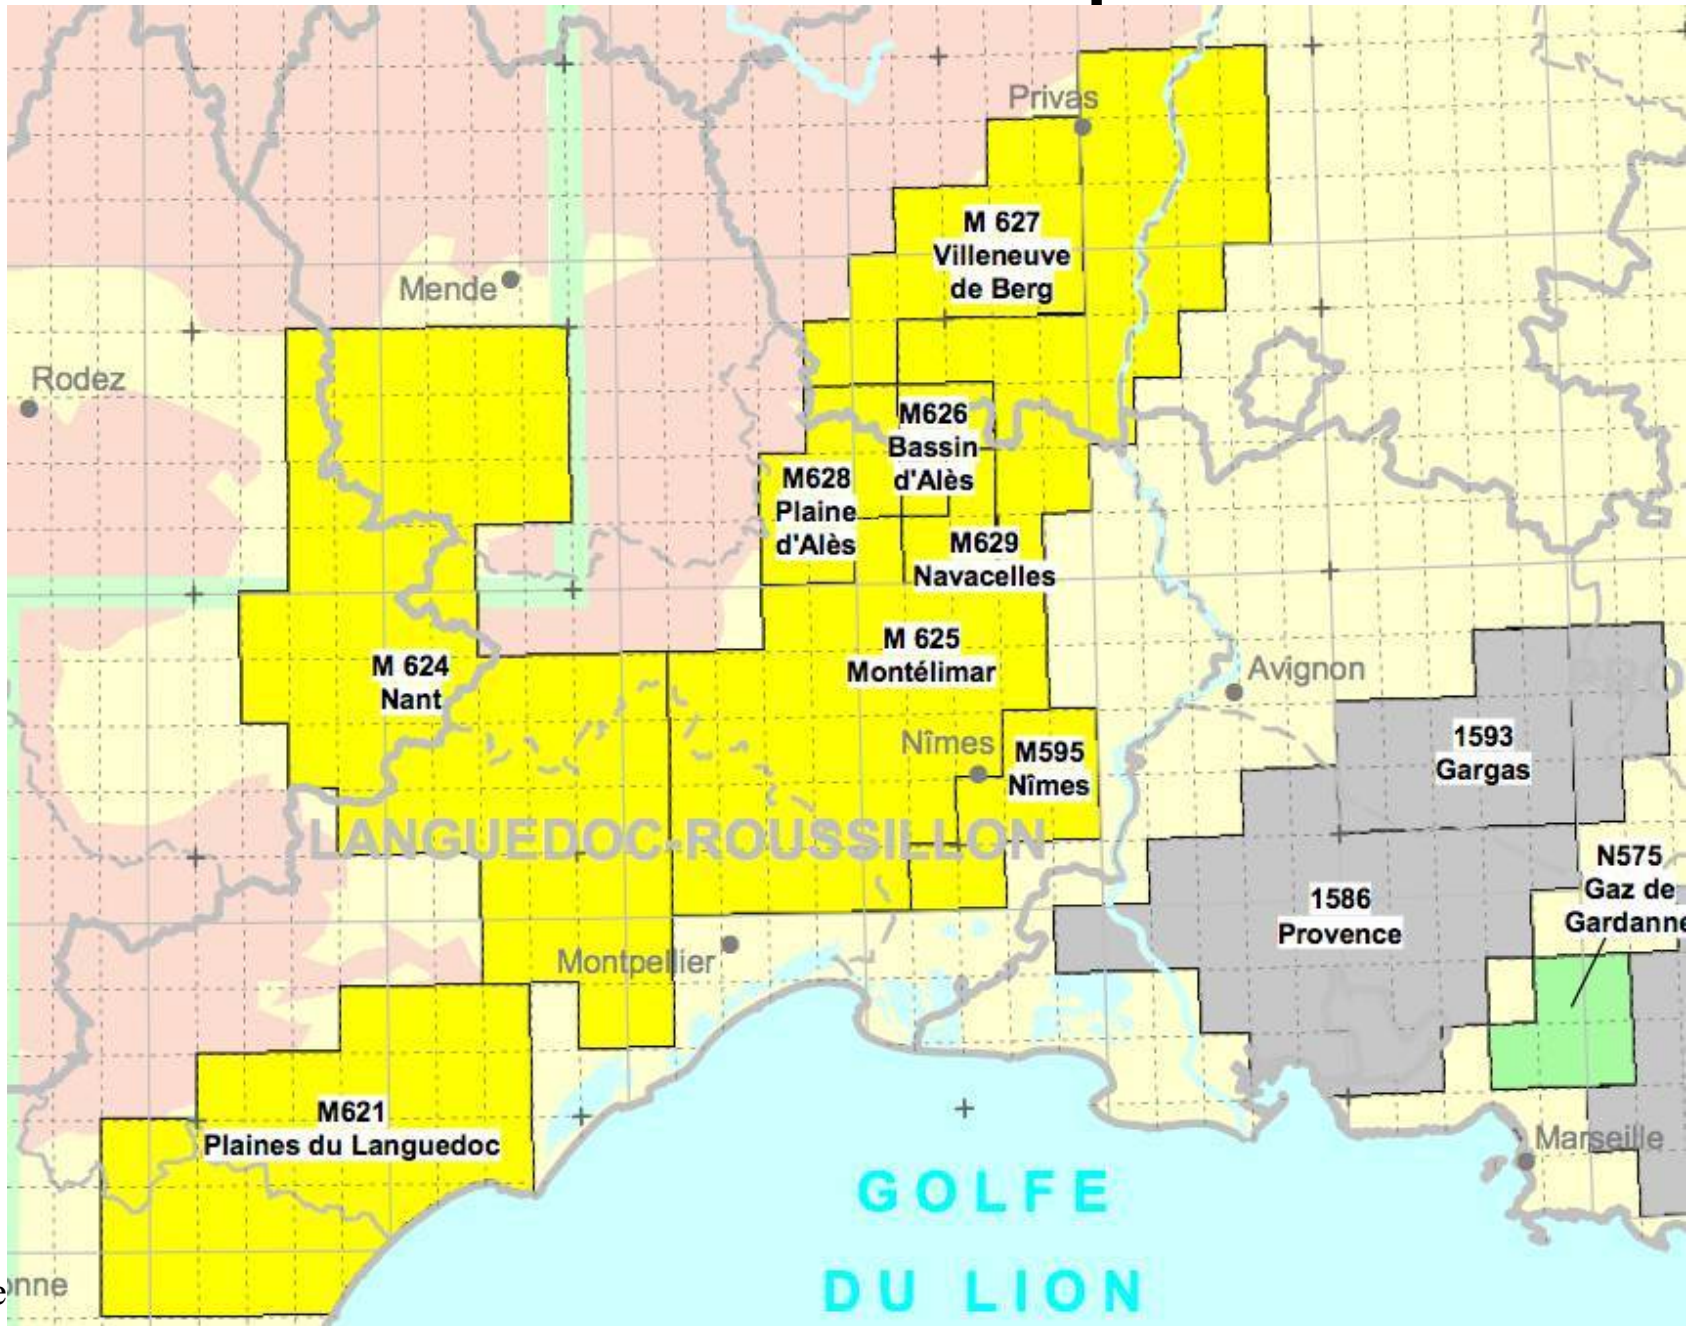 Privas
M 627
Villeneuve
de Berg
Mende
Rodez
M626
Bassin
d'Alès
M628
Plaine
d'Alès
M629
Navacelles
M 625
Montélimar
M 624
Nant
Avignon
Nîmes
M595
Nîmes
1593
Gargas
LANGUEDOC-ROUSSILLON
N575
Gaz de
Gardanne
1586
Provence
Montpellier
M621
Plaines du Languedoc
Marseille
GOLFE
DU LION
onne